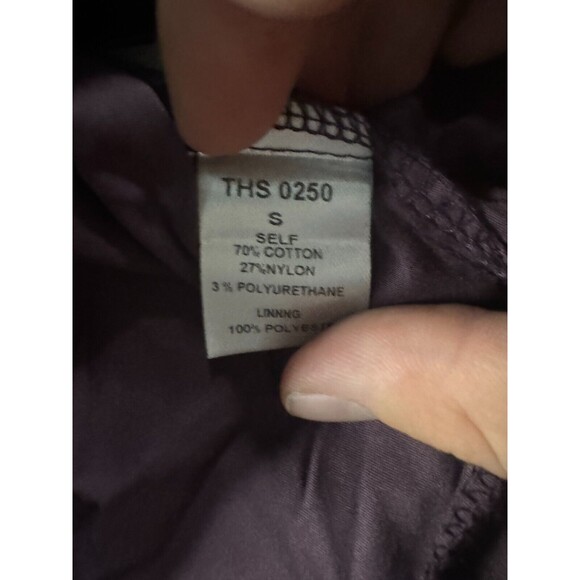 THS 0250
S
SELF
70% COTTON
27%NYLON
3% POLYURETHANE
LINNNG
100%